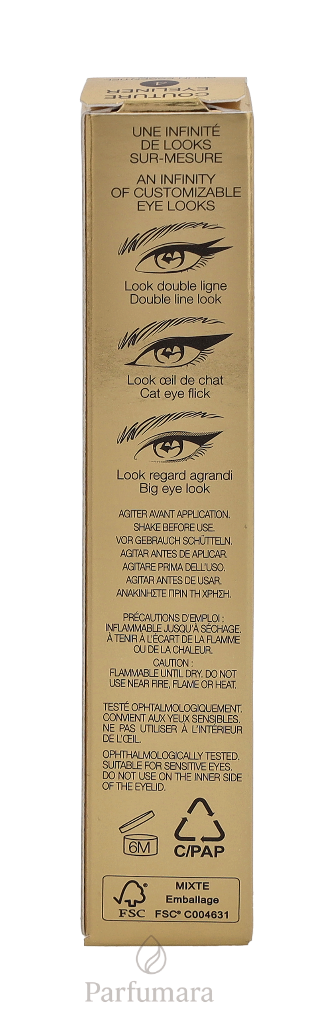 COUTURE
EYELINER
4
UNE INFINITÉ
DE LOOKS
SUR-MESURE
AN INFINITY
OF CUSTOMIZABLE
EYE LOOKS
Look double ligne
Double line look
Look œil de chat
Cat eye flick
Look regard agrandi
Big eye look
AGITER AVANT APPLICATION.
SHAKE BEFORE USE.
VOR GEBRAUCH SCHÜTTELN.
AGITAR ANTES DE APLICAR.
AGITARE PRIMA DELL'USO.
AGITAR ANTES DE USAR.
ΑΝΑΚΙΝΗΣΤΕ ΠΡΙΝ ΤΗ ΧΡΗΣΗ.
PRÉCAUTIONS D'EMPLOI :
INFLAMMABLE JUSQU'À SÉCHAGE.
À TENIR À L'ÉCART DE LA FLAMME
OU DE LA CHALEUR.
CAUTION :
FLAMMABLE UNTIL DRY. DO NOT
USE NEAR FIRE, FLAME OR HEAT.
TESTÉ OPHTALMOLOGIQUEMENT.
CONVIENT AUX YEUX SENSIBLES.
NE PAS UTILISER À L'INTÉRIEUR
DE L'ŒIL.
OPHTHALMOLOGICALLY TESTED.
SUITABLE FOR SENSITIVE EYES.
DO NOT USE ON THE INNER SIDE
OF THE EYELID.
6M
C/PAP
FSC
MIXTE
Emballage
FSC® C004631
Parfumara